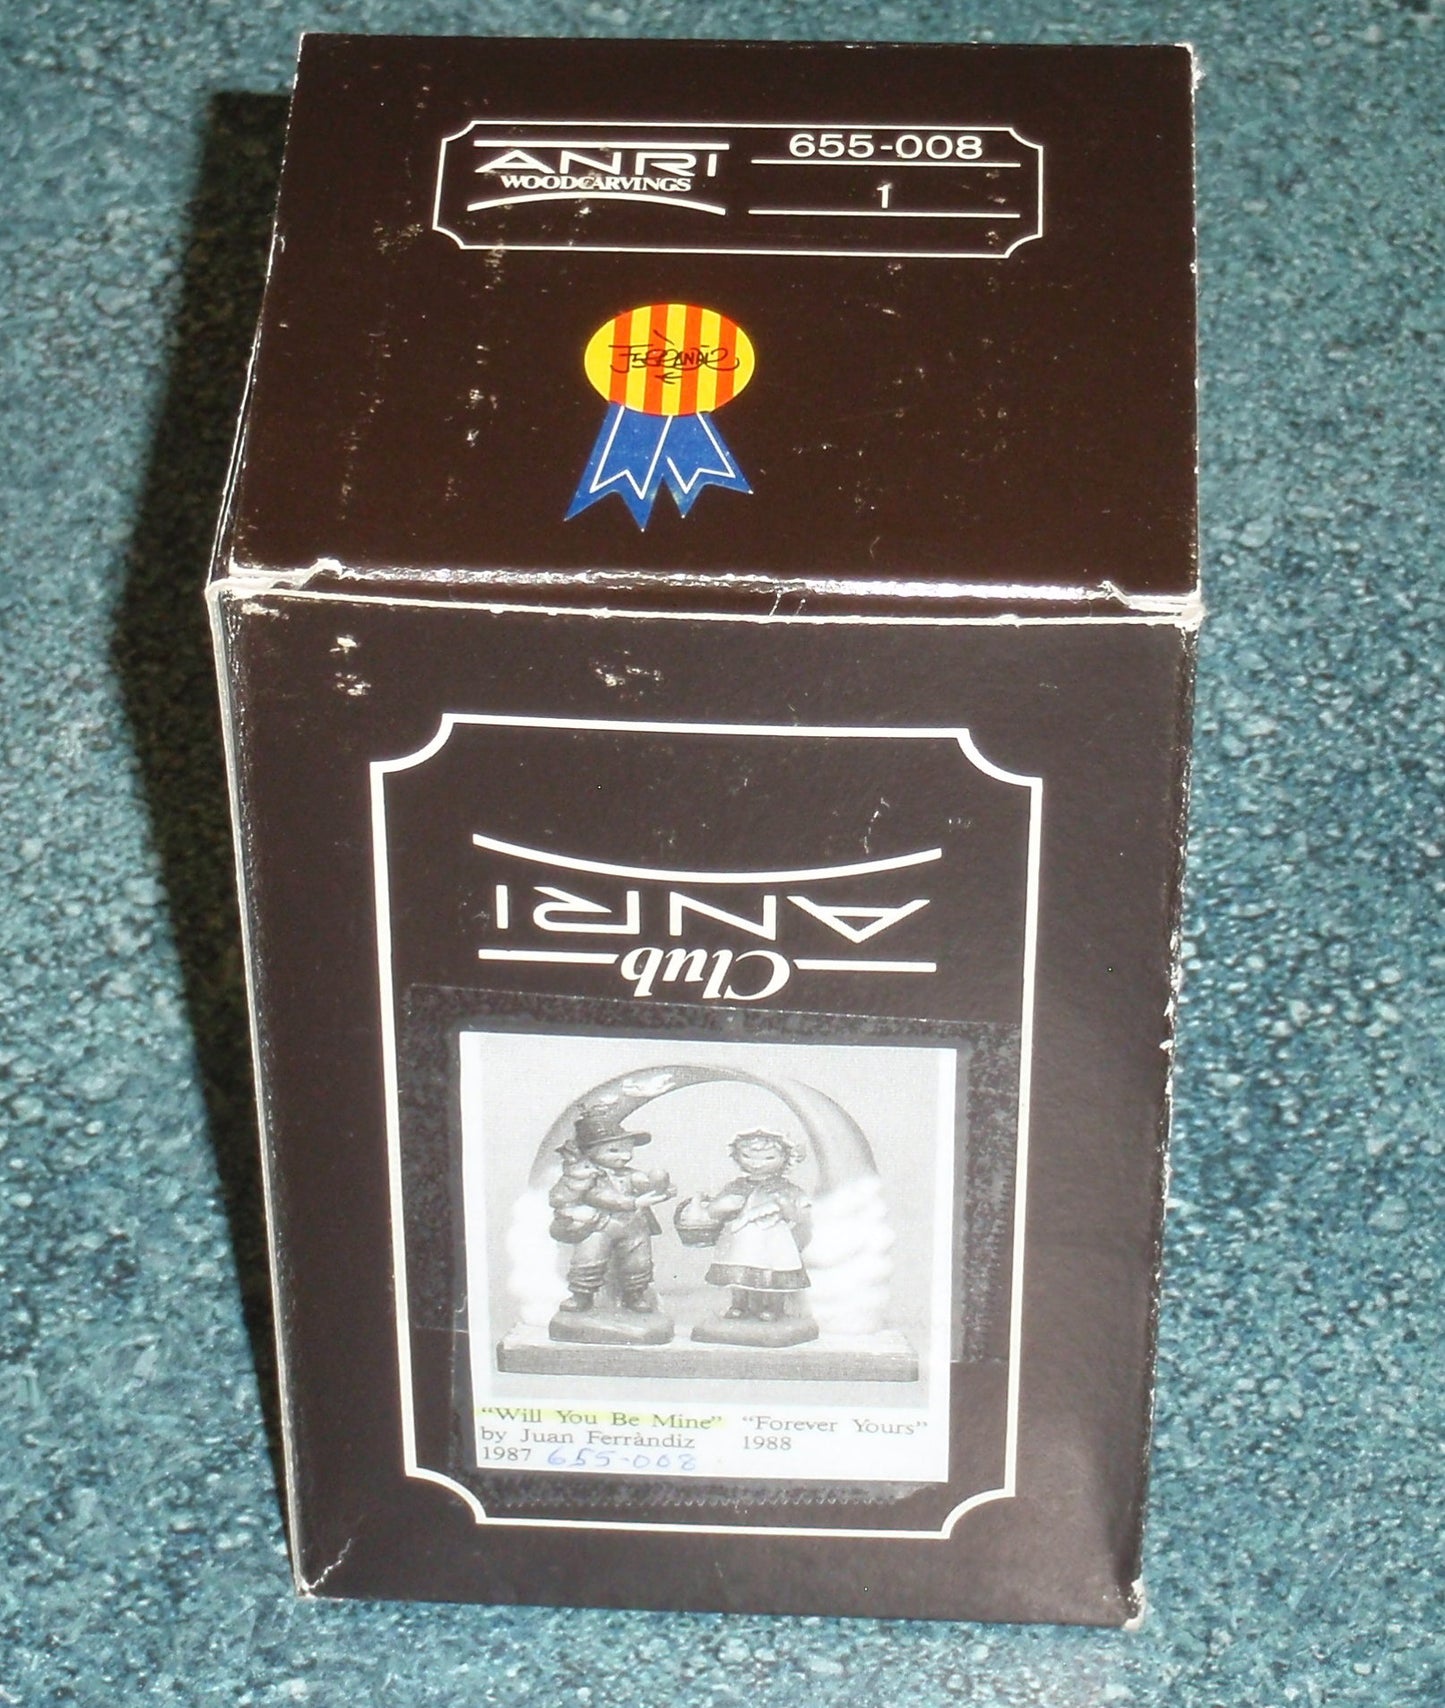 ANRI
WOODCARVINGS
655-008
1
FERRANDIZ
Club
ANRI
"Will You Be Mine"
by Juan Ferràndiz
1987 655-008
"Forever Yours"
1988